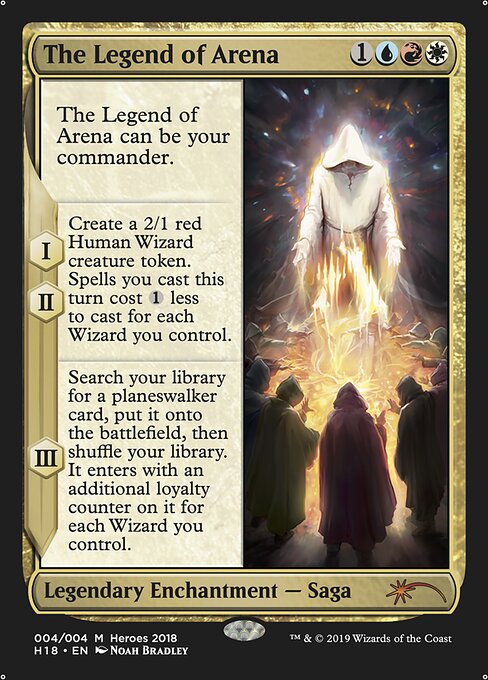 The Legend of Arena 1
The Legend of
Arena can be your
commander.
I
II
Create a 2/1 red
Human Wizard
creature token.
Spells you cast this
turn cost 1 less
to cast for each
Wizard you control.
III
Search your library
for a planeswalker
card, put it onto
the battlefield, then
shuffle your library.
It enters with an
additional loyalty
counter on it for
each Wizard you
control.
Legendary Enchantment — Saga
004/004 M Heroes 2018
H18 • EN NOAH BRADLEY
™ & © 2019 Wizards of the Coast